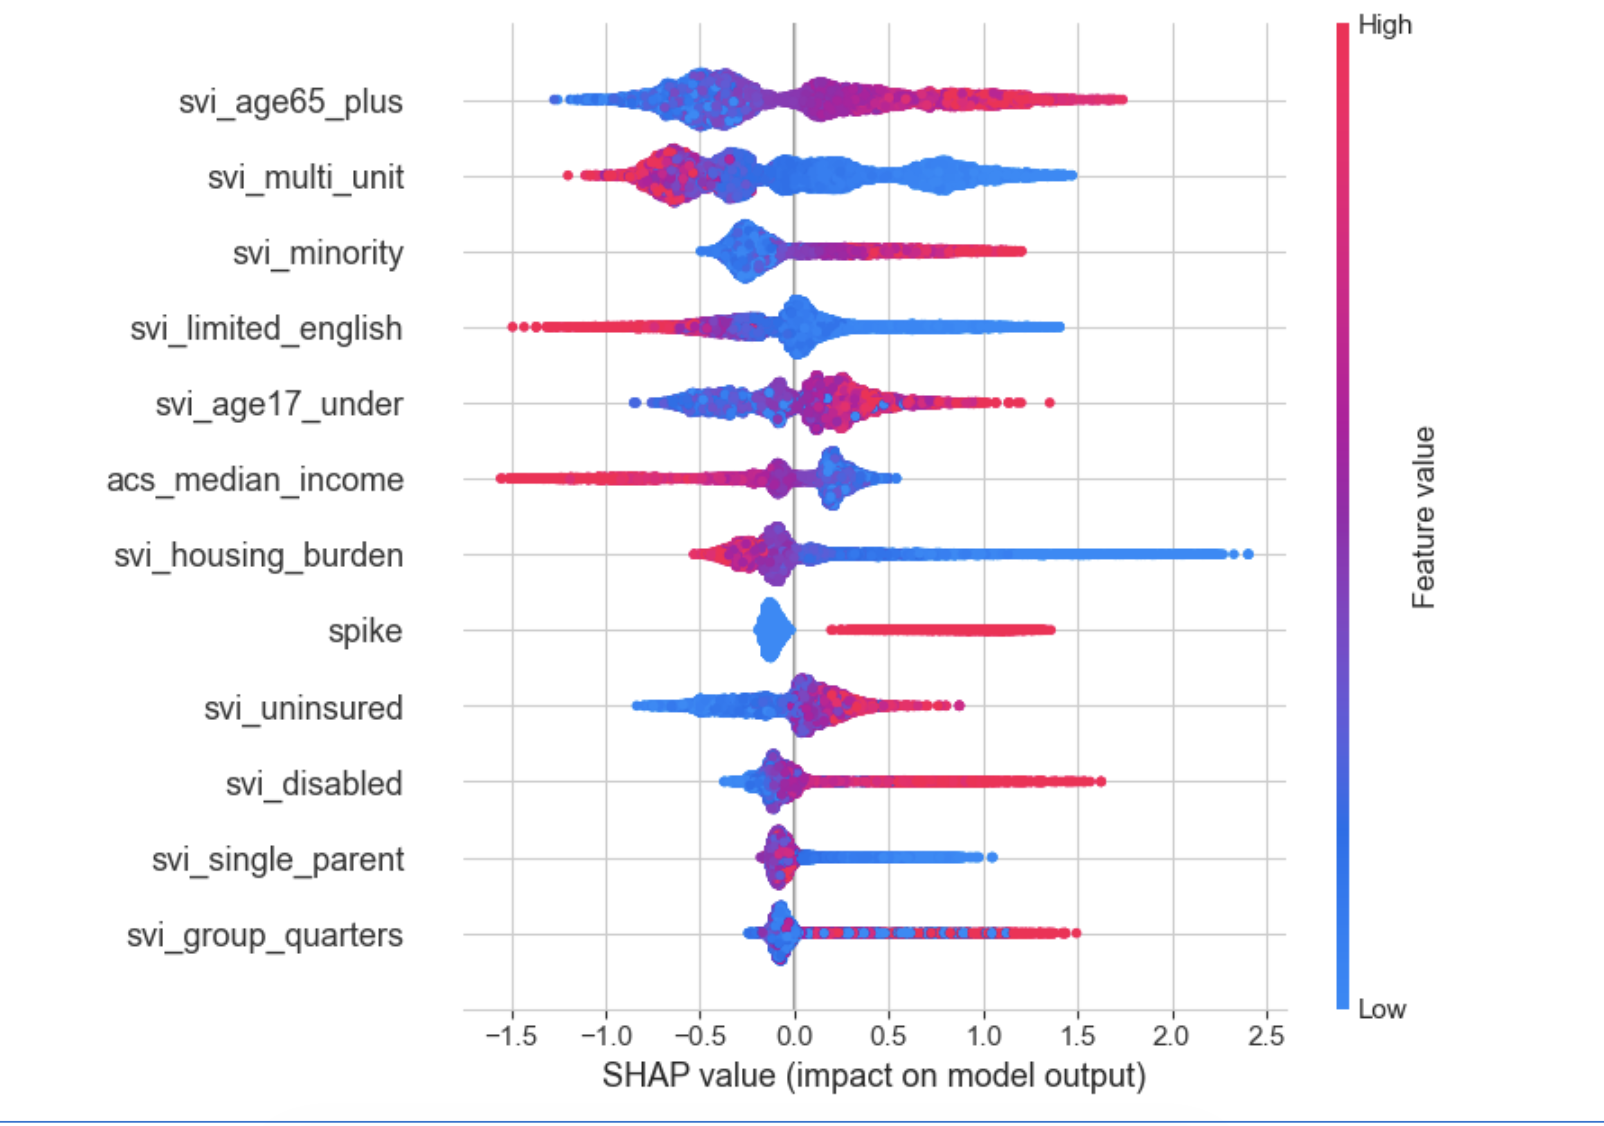 High
svi_age65_plus
svi_multi_unit
svi_minority
svi_limited_english
svi_age17_under
acs_median_income
svi_housing_burden
spike
svi_uninsured
svi_disabled
svi_single_parent
svi_group_quarters
Feature value
Low
−1.5 −1.0 −0.5 0.0 0.5 1.0 1.5 2.0 2.5
SHAP value (impact on model output)